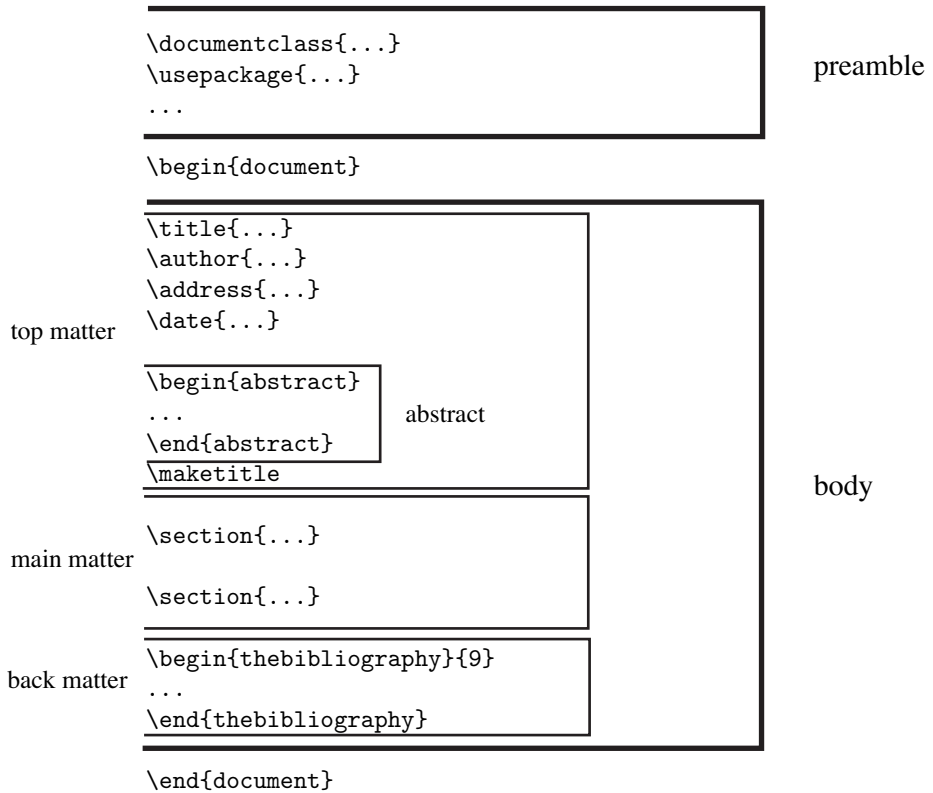 \documentclass{...}
\usepackage{...}
...
preamble
\begin{document}
\title{...}
\author{...}
\address{...}
\date{...}
top matter
\begin{abstract}
...
\end{abstract}
abstract
\maketitle
body
\section{...}
main matter
\section{...}
\begin{thebibliography}{9}
back matter
...
\end{thebibliography}
\end{document}